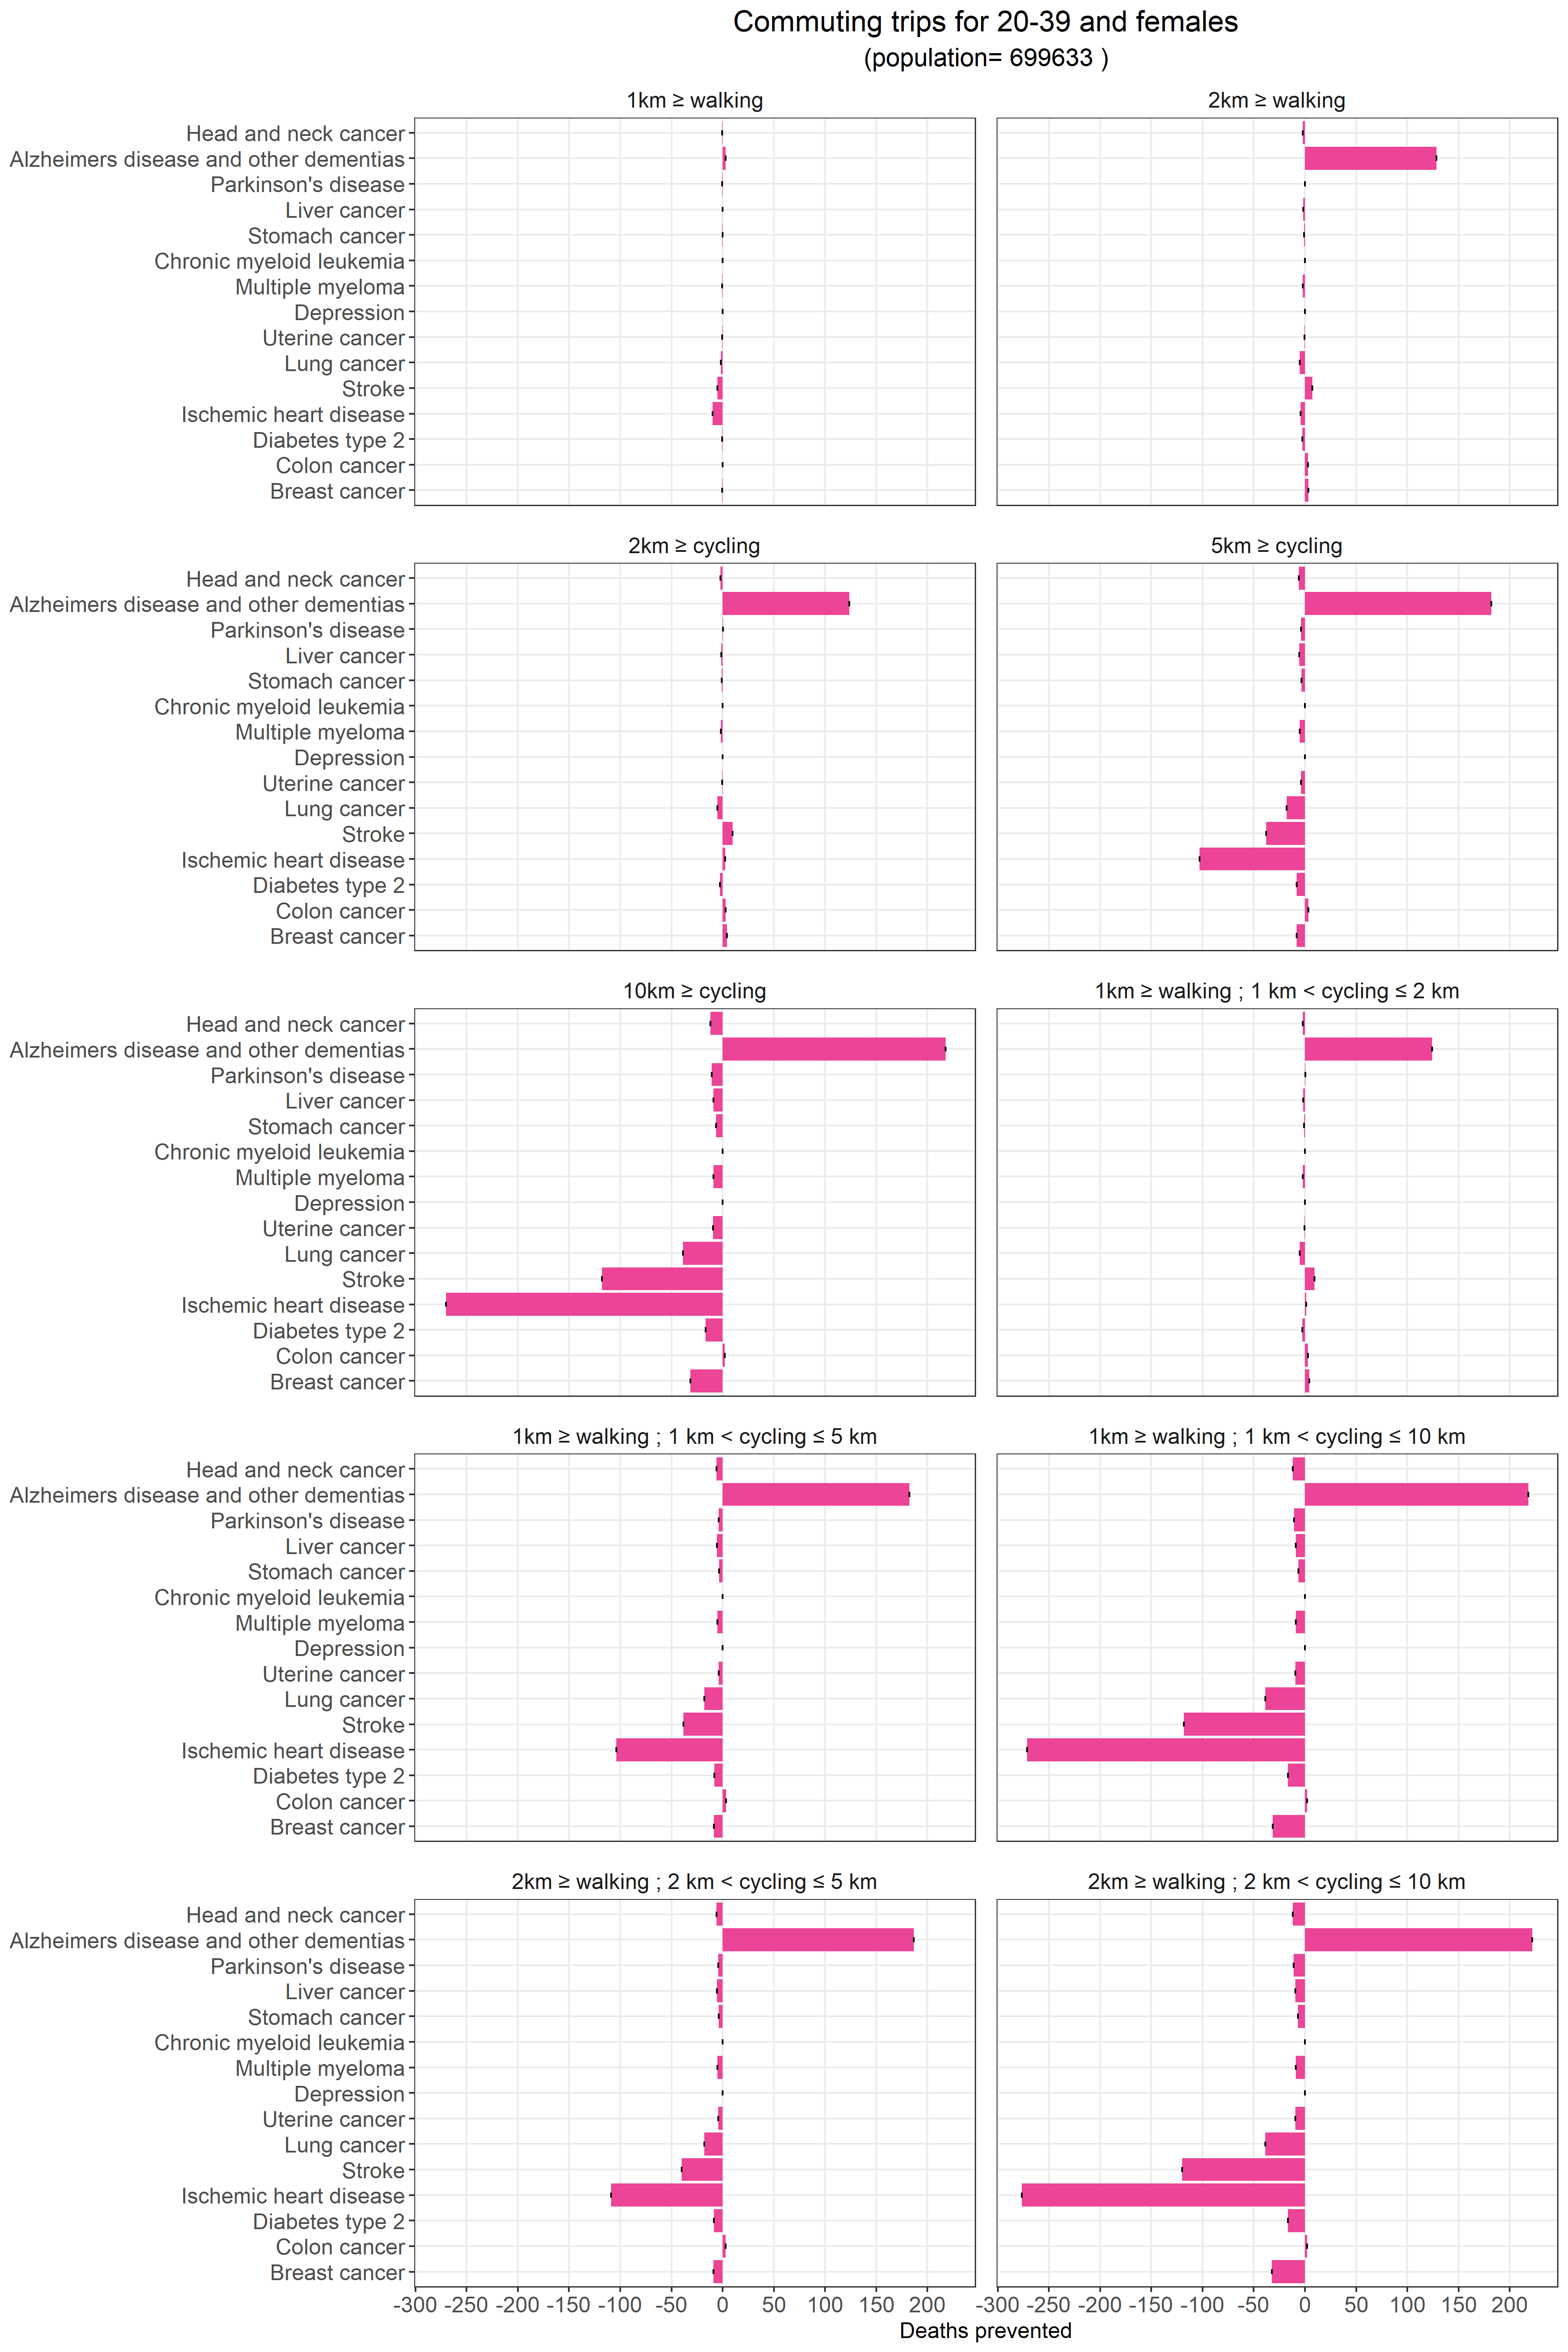 Commuting trips for 20-39 and females
(population= 699633 )
1km ≥ walking
2km ≥ walking
Head and neck cancer
Alzheimers disease and other dementias
Parkinson's disease
Liver cancer
Stomach cancer
Chronic myeloid leukemia
Multiple myeloma
Depression
Uterine cancer
Lung cancer
Stroke
Ischemic heart disease
Diabetes type 2
Colon cancer
Breast cancer
2km ≥ cycling
5km ≥ cycling
Head and neck cancer
Alzheimers disease and other dementias
Parkinson's disease
Liver cancer
Stomach cancer
Chronic myeloid leukemia
Multiple myeloma
Depression
Uterine cancer
Lung cancer
Stroke
Ischemic heart disease
Diabetes type 2
Colon cancer
Breast cancer
10km ≥ cycling
1km ≥ walking ; 1 km < cycling ≤ 2 km
Head and neck cancer
Alzheimers disease and other dementias
Parkinson's disease
Liver cancer
Stomach cancer
Chronic myeloid leukemia
Multiple myeloma
Depression
Uterine cancer
Lung cancer
Stroke
Ischemic heart disease
Diabetes type 2
Colon cancer
Breast cancer
1km ≥ walking ; 1 km < cycling ≤ 5 km
1km ≥ walking ; 1 km < cycling ≤ 10 km
Head and neck cancer
Alzheimers disease and other dementias
Parkinson's disease
Liver cancer
Stomach cancer
Chronic myeloid leukemia
Multiple myeloma
Depression
Uterine cancer
Lung cancer
Stroke
Ischemic heart disease
Diabetes type 2
Colon cancer
Breast cancer
2km ≥ walking ; 2 km < cycling ≤ 5 km
2km ≥ walking ; 2 km < cycling ≤ 10 km
Head and neck cancer
Alzheimers disease and other dementias
Parkinson's disease
Liver cancer
Stomach cancer
Chronic myeloid leukemia
Multiple myeloma
Depression
Uterine cancer
Lung cancer
Stroke
Ischemic heart disease
Diabetes type 2
Colon cancer
Breast cancer
-300 -250 -200 -150 -100 -50 0 50 100 150 200
-300 -250 -200 -150 -100 -50 0 50 100 150 200
Deaths prevented